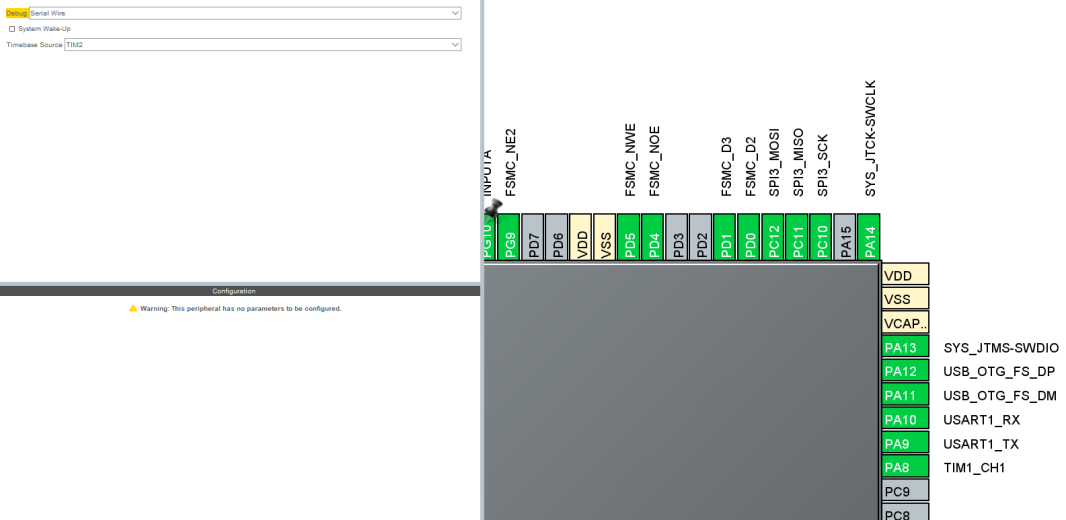 Debug Serial Wire
System Wake-Up
Timebase Source TIM2
Configuration
Warning: This peripheral has no parameters to be configured.
INPUTA
FSMC_NE2
FSMC_NWE
FSMC_NOE
FSMC_D3
FSMC_D2
SPI3_MOSI
SPI3_MISO
SPI3_SCK
SYS_JTCK-SWCLK
PG10
PG9
PD7
PD6
VDD
VSS
PD5
PD4
PD3
PD2
PD1
PD0
PC12
PC11
PC10
PA15
PA14
VDD
VSS
VCAP..
PA13 SYS_JTMS-SWDIO
PA12 USB_OTG_FS_DP
PA11 USB_OTG_FS_DM
PA10 USART1_RX
PA9 USART1_TX
PA8 TIM1_CH1
PC9
PC8